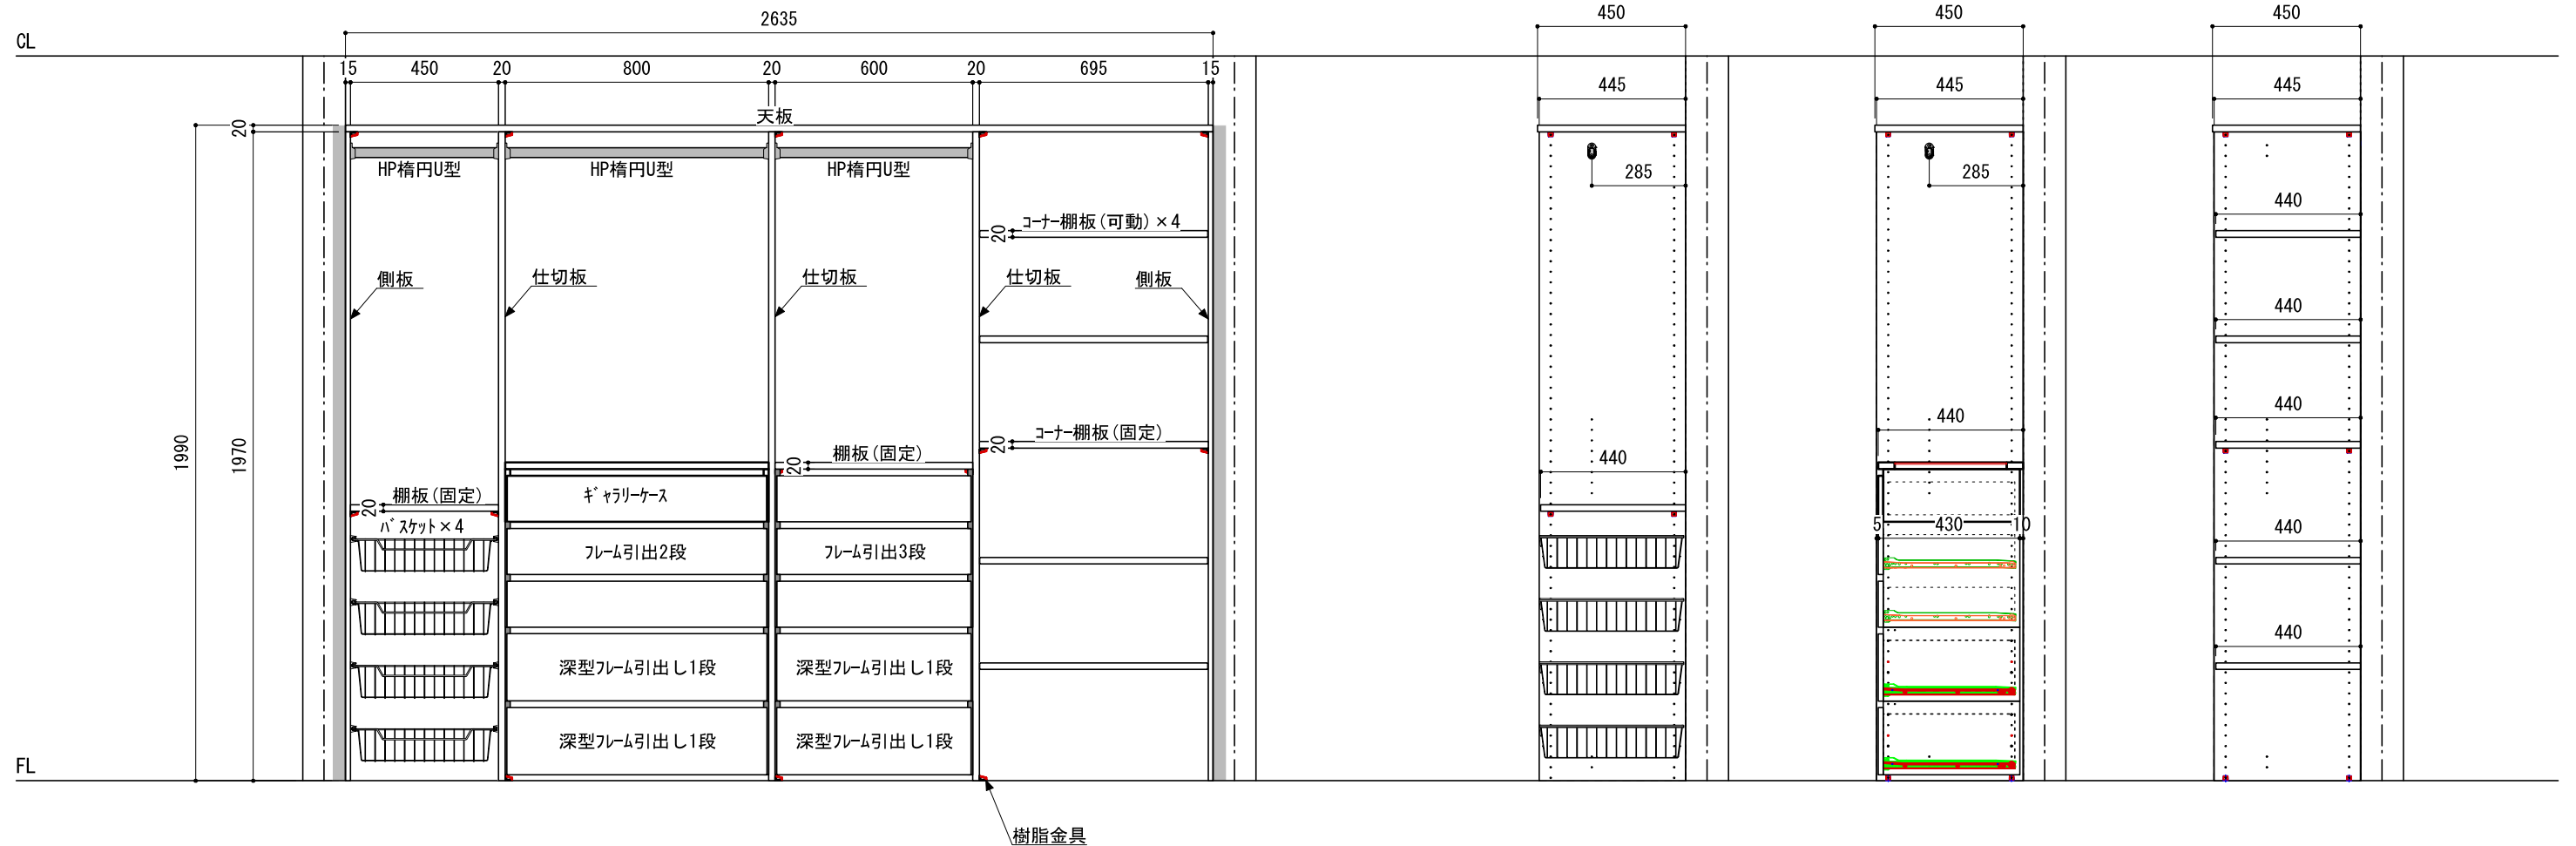 2635
450
450
450
CL
15
450
20
800
20
600
20
695
15
445
445
445
天板
20
HP楕円U型
HP楕円U型
HP楕円U型
285
285
440
コーナー棚板(可動)×4
20
側板
仕切板
仕切板
仕切板
側板
440
440
440
1990
1970
コーナー棚板(固定)
20
棚板(固定)
20
440
棚板(固定)
20
ギャラリーケース
バスケット×4
5
430
10
440
フレーム引出2段
フレーム引出3段
440
深型フレーム引出し1段
深型フレーム引出し1段
深型フレーム引出し1段
深型フレーム引出し1段
FL
樹脂金具